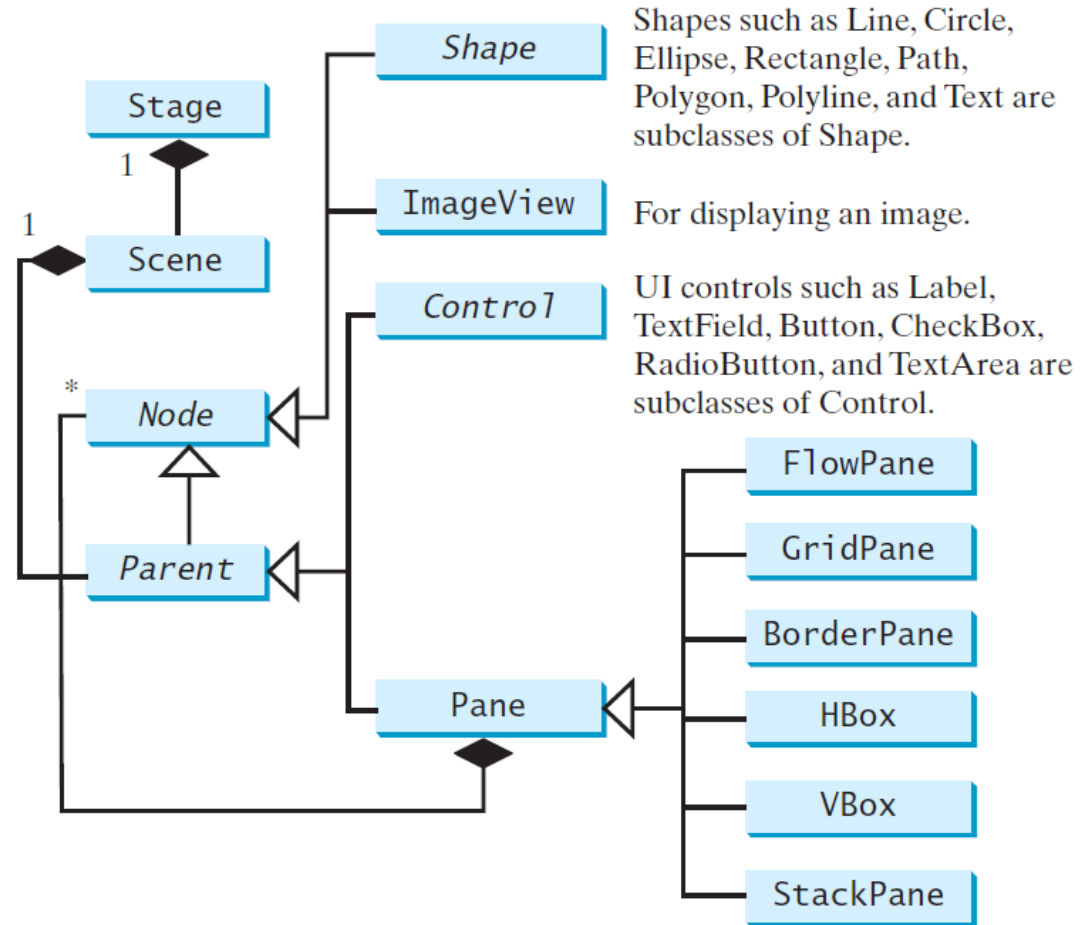 Shape
Shapes such as Line, Circle,
Ellipse, Rectangle, Path,
Polygon, Polyline, and Text are
subclasses of Shape.
Stage
1
ImageView
For displaying an image.
1
Scene
Control
UI controls such as Label,
TextField, Button, CheckBox,
RadioButton, and TextArea are
subclasses of Control.
*
Node
FlowPane
GridPane
Parent
BorderPane
Pane
HBox
VBox
StackPane